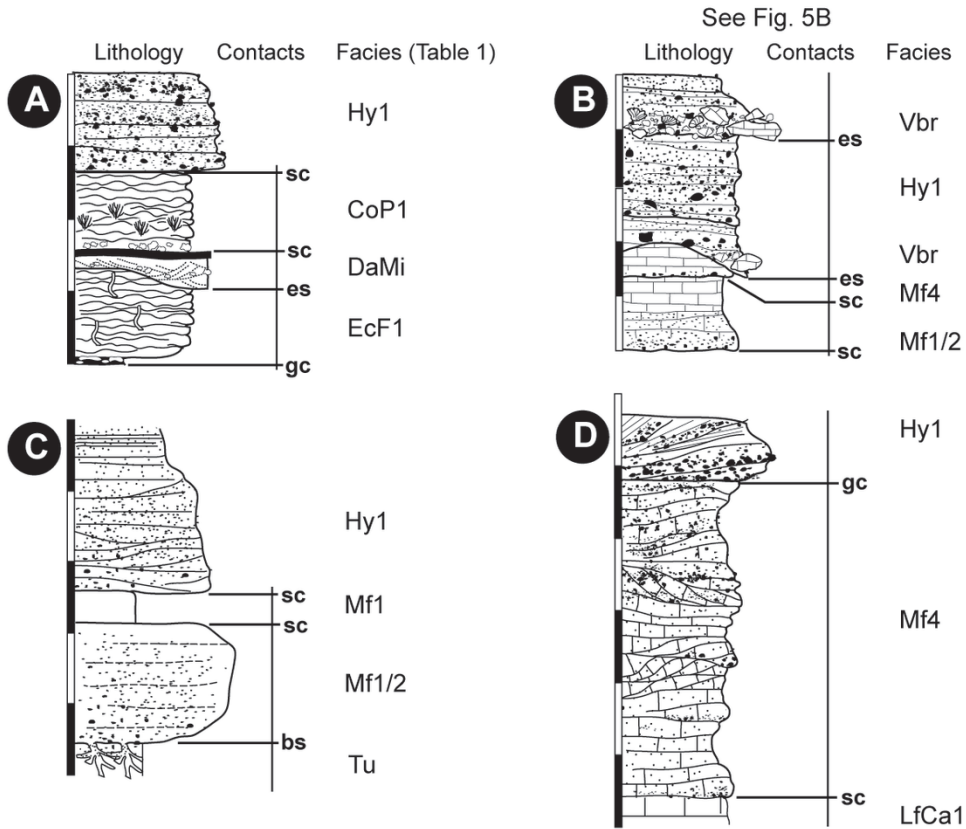 See Fig. 5B
Lithology Contacts Facies (Table 1)
Lithology Contacts Facies
A
Hy1
sc
CoP1
sc
DaMi
es
EcF1
gc
B
Vbr
es
Hy1
Vbr
es
Mf4
sc
Mf1/2
sc
C
Hy1
sc
Mf1
sc
Mf1/2
bs
Tu
D
Hy1
gc
Mf4
sc
LfCa1